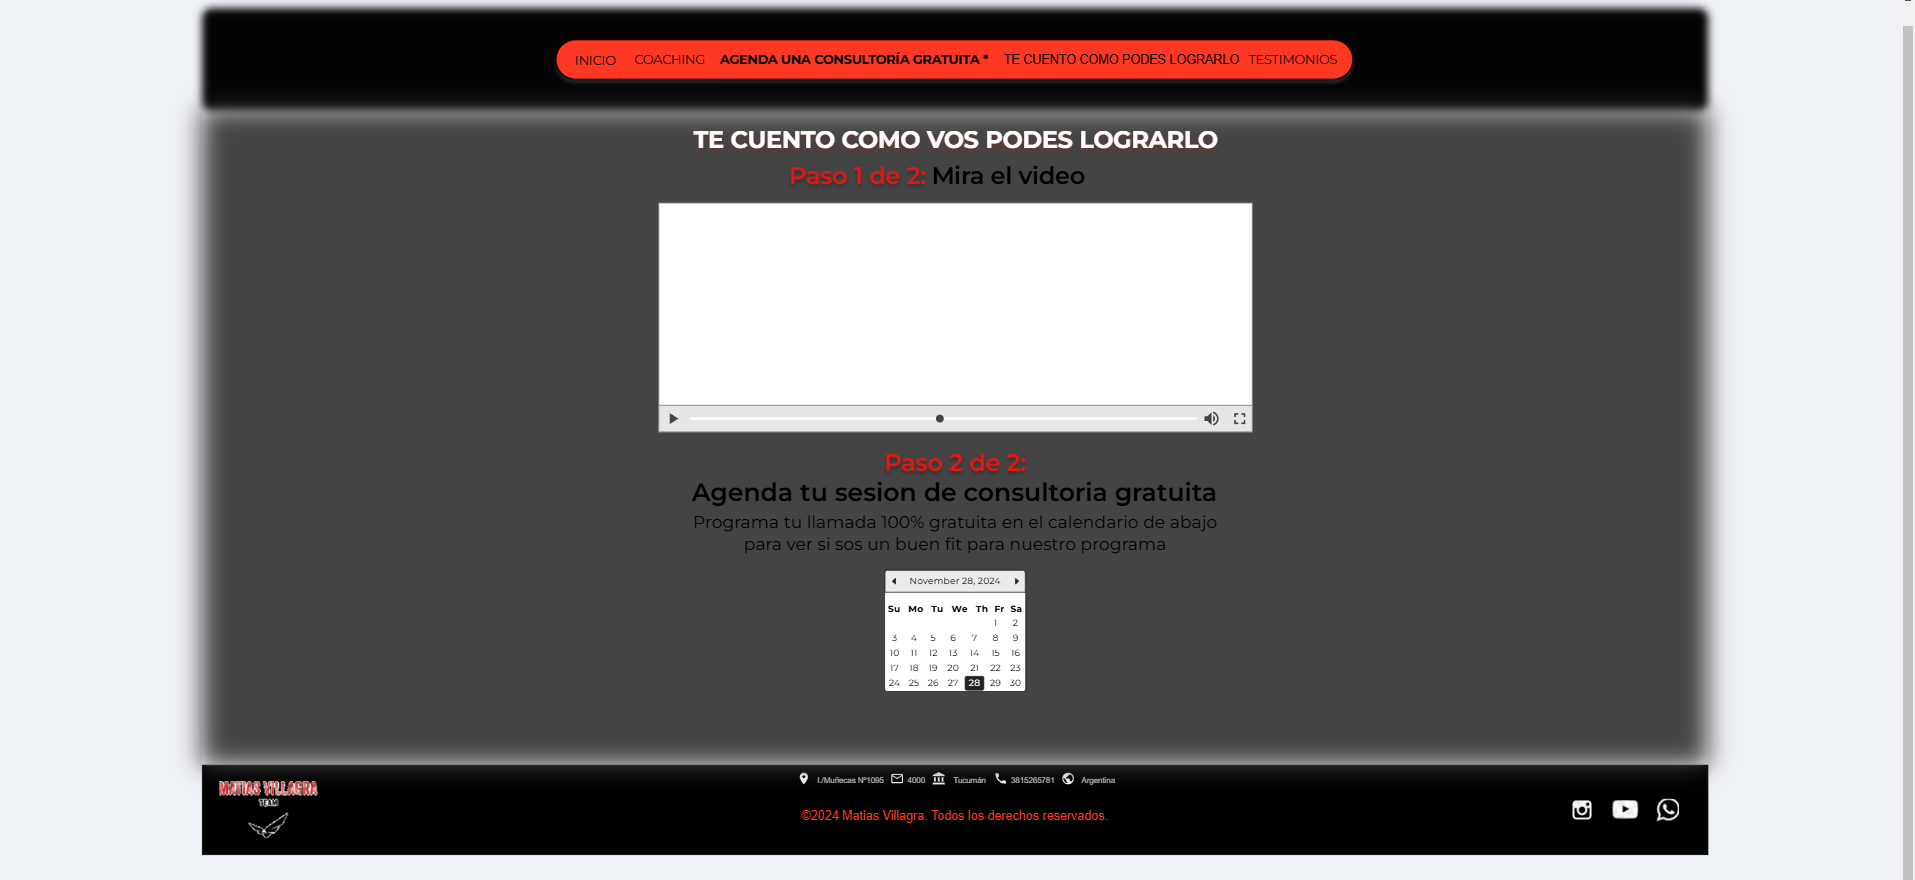 INICIO COACHING AGENDA UNA CONSULTORÍA GRATUITA * TE CUENTO COMO PODES LOGRARLO TESTIMONIOS
TE CUENTO COMO VOS PODES LOGRARLO
Paso 1 de 2: Mira el video
Paso 2 de 2:
Agenda tu sesion de consultoria gratuita
Programa tu llamada 100% gratuita en el calendario de abajo
para ver si sos un buen fit para nuestro programa
November 28, 2024
Su Mo Tu We Th Fr Sa
1 2
3 4 5 6 7 8 9
10 11 12 13 14 15 16
17 18 19 20 21 22 23
24 25 26 27 28 29 30
MATIAS VILLAGRA
TEAM
I./Muñecas Nº1095 4000 Tucumán 3815265781 Argentina
©2024 Matias Villagra. Todos los derechos reservados.